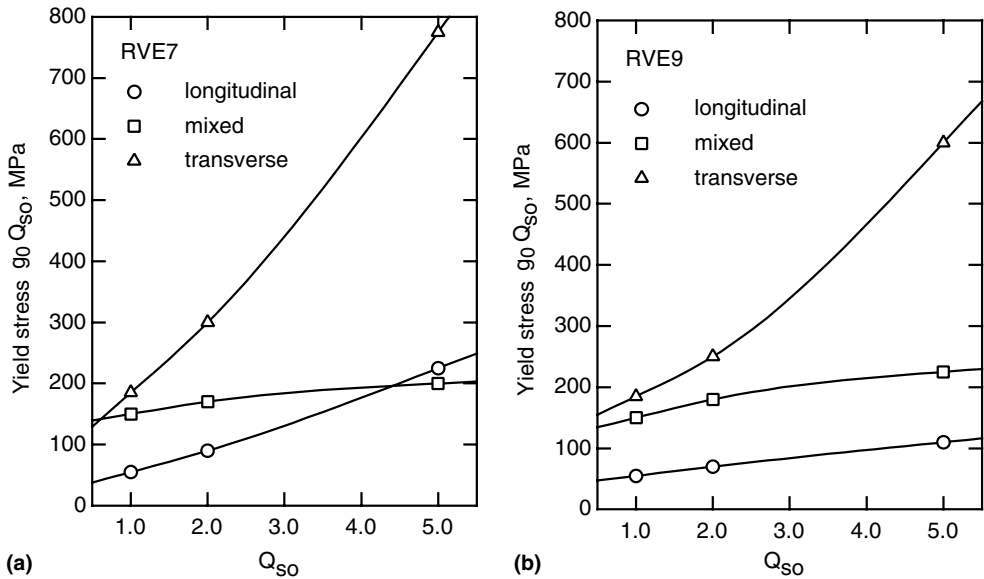 800
700
600
500
400
300
200
100
0
Yield stress g0 Qso, MPa
RVE7
longitudinal
mixed
transverse
1.0 2.0 3.0 4.0 5.0
Qso
(a)
800
700
600
500
400
300
200
100
0
Yield stress g0 Qso, MPa
RVE9
longitudinal
mixed
transverse
1.0 2.0 3.0 4.0 5.0
Qso
(b)